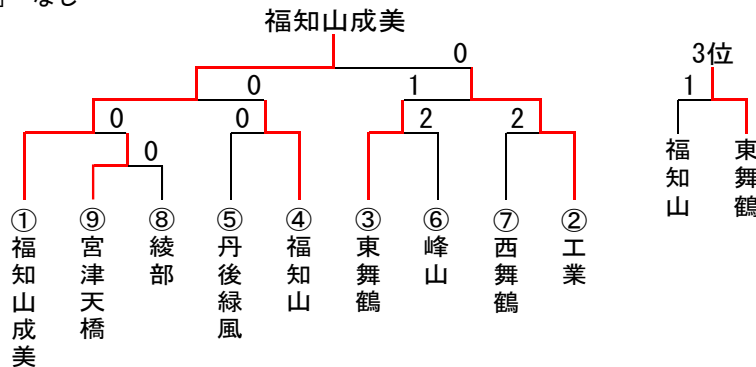 なし
福知山成美
0
3位
0
1
1
0
0
2
2
0
福知山
東舞鶴
①福知山成美
⑨宮津天橋
⑧綾部
⑤丹後緑風
④福知山
③東舞鶴
⑥峰山
⑦西舞鶴
②工業